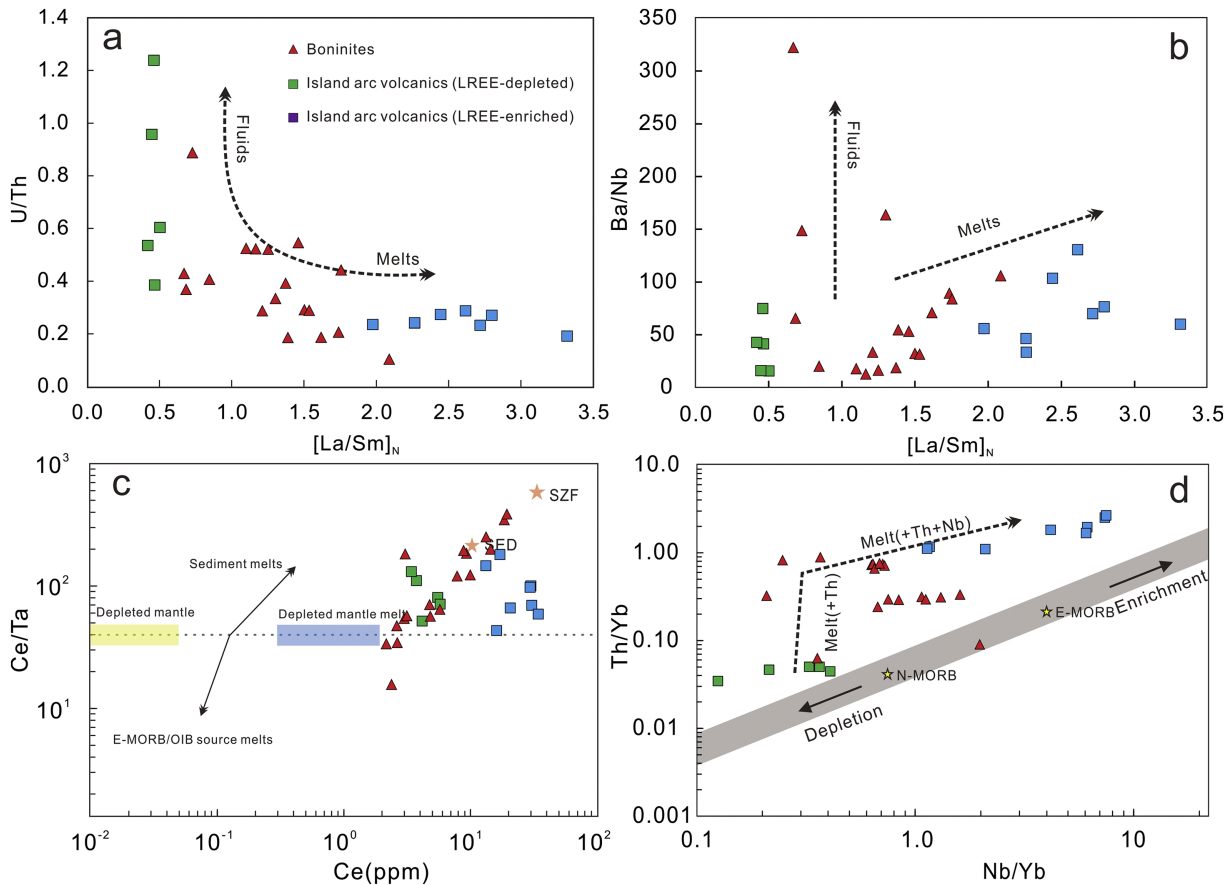 a
1.4
1.2
1.0
0.8
0.6
0.4
0.2
0.0
U/Th
Boninites
Island arc volcanics (LREE-depleted)
Island arc volcanics (LREE-enriched)
Fluids
Melts
0.0 0.5 1.0 1.5 2.0 2.5 3.0 3.5
[La/Sm]N
b
350
300
250
200
150
100
50
0
Ba/Nb
Fluids
Melts
0.0 0.5 1.0 1.5 2.0 2.5 3.0 3.5
[La/Sm]N
c
10³
10²
10¹
Ce/Ta
SZF
SED
Sediment melts
Depleted mantle
Depleted mantle melt
E-MORB/OIB source melts
10⁻² 10⁻¹ 10⁰ 10¹ 10²
Ce(ppm)
d
10.0
1.00
0.10
0.01
0.001
Th/Yb
Melt(+Th+Nb)
Melt(+Th)
Enrichment
E-MORB
N-MORB
Depletion
0.1 1.0 10
Nb/Yb